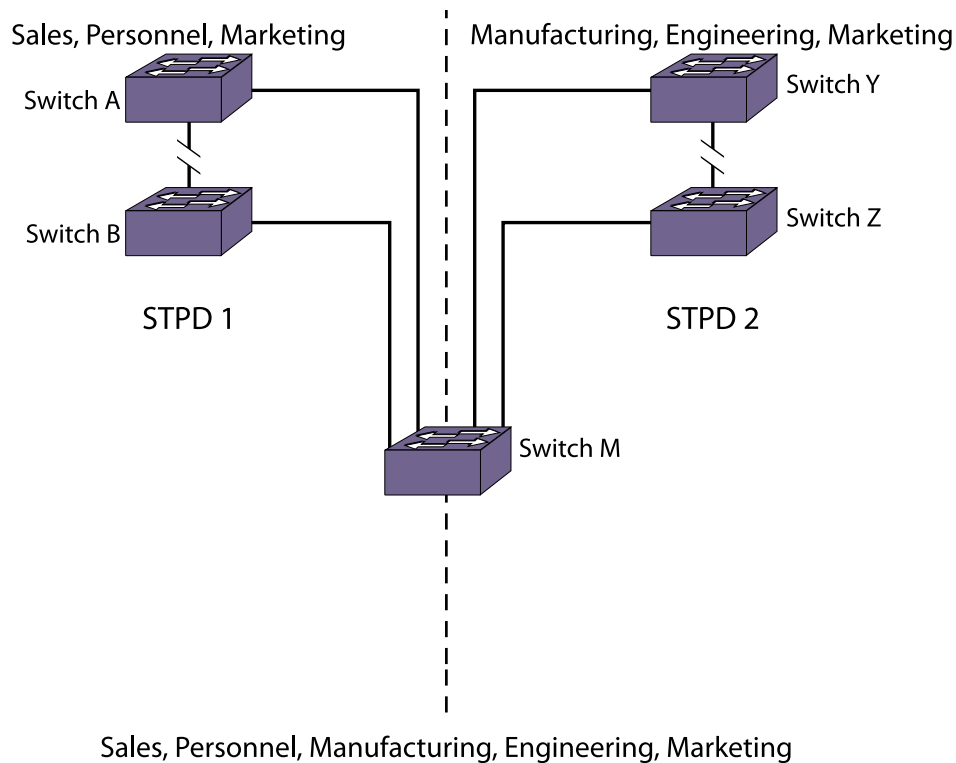 Sales, Personnel, Marketing
Manufacturing, Engineering, Marketing
Switch A
Switch Y
Switch B
Switch Z
STPD 1
STPD 2
Switch M
Sales, Personnel, Manufacturing, Engineering, Marketing